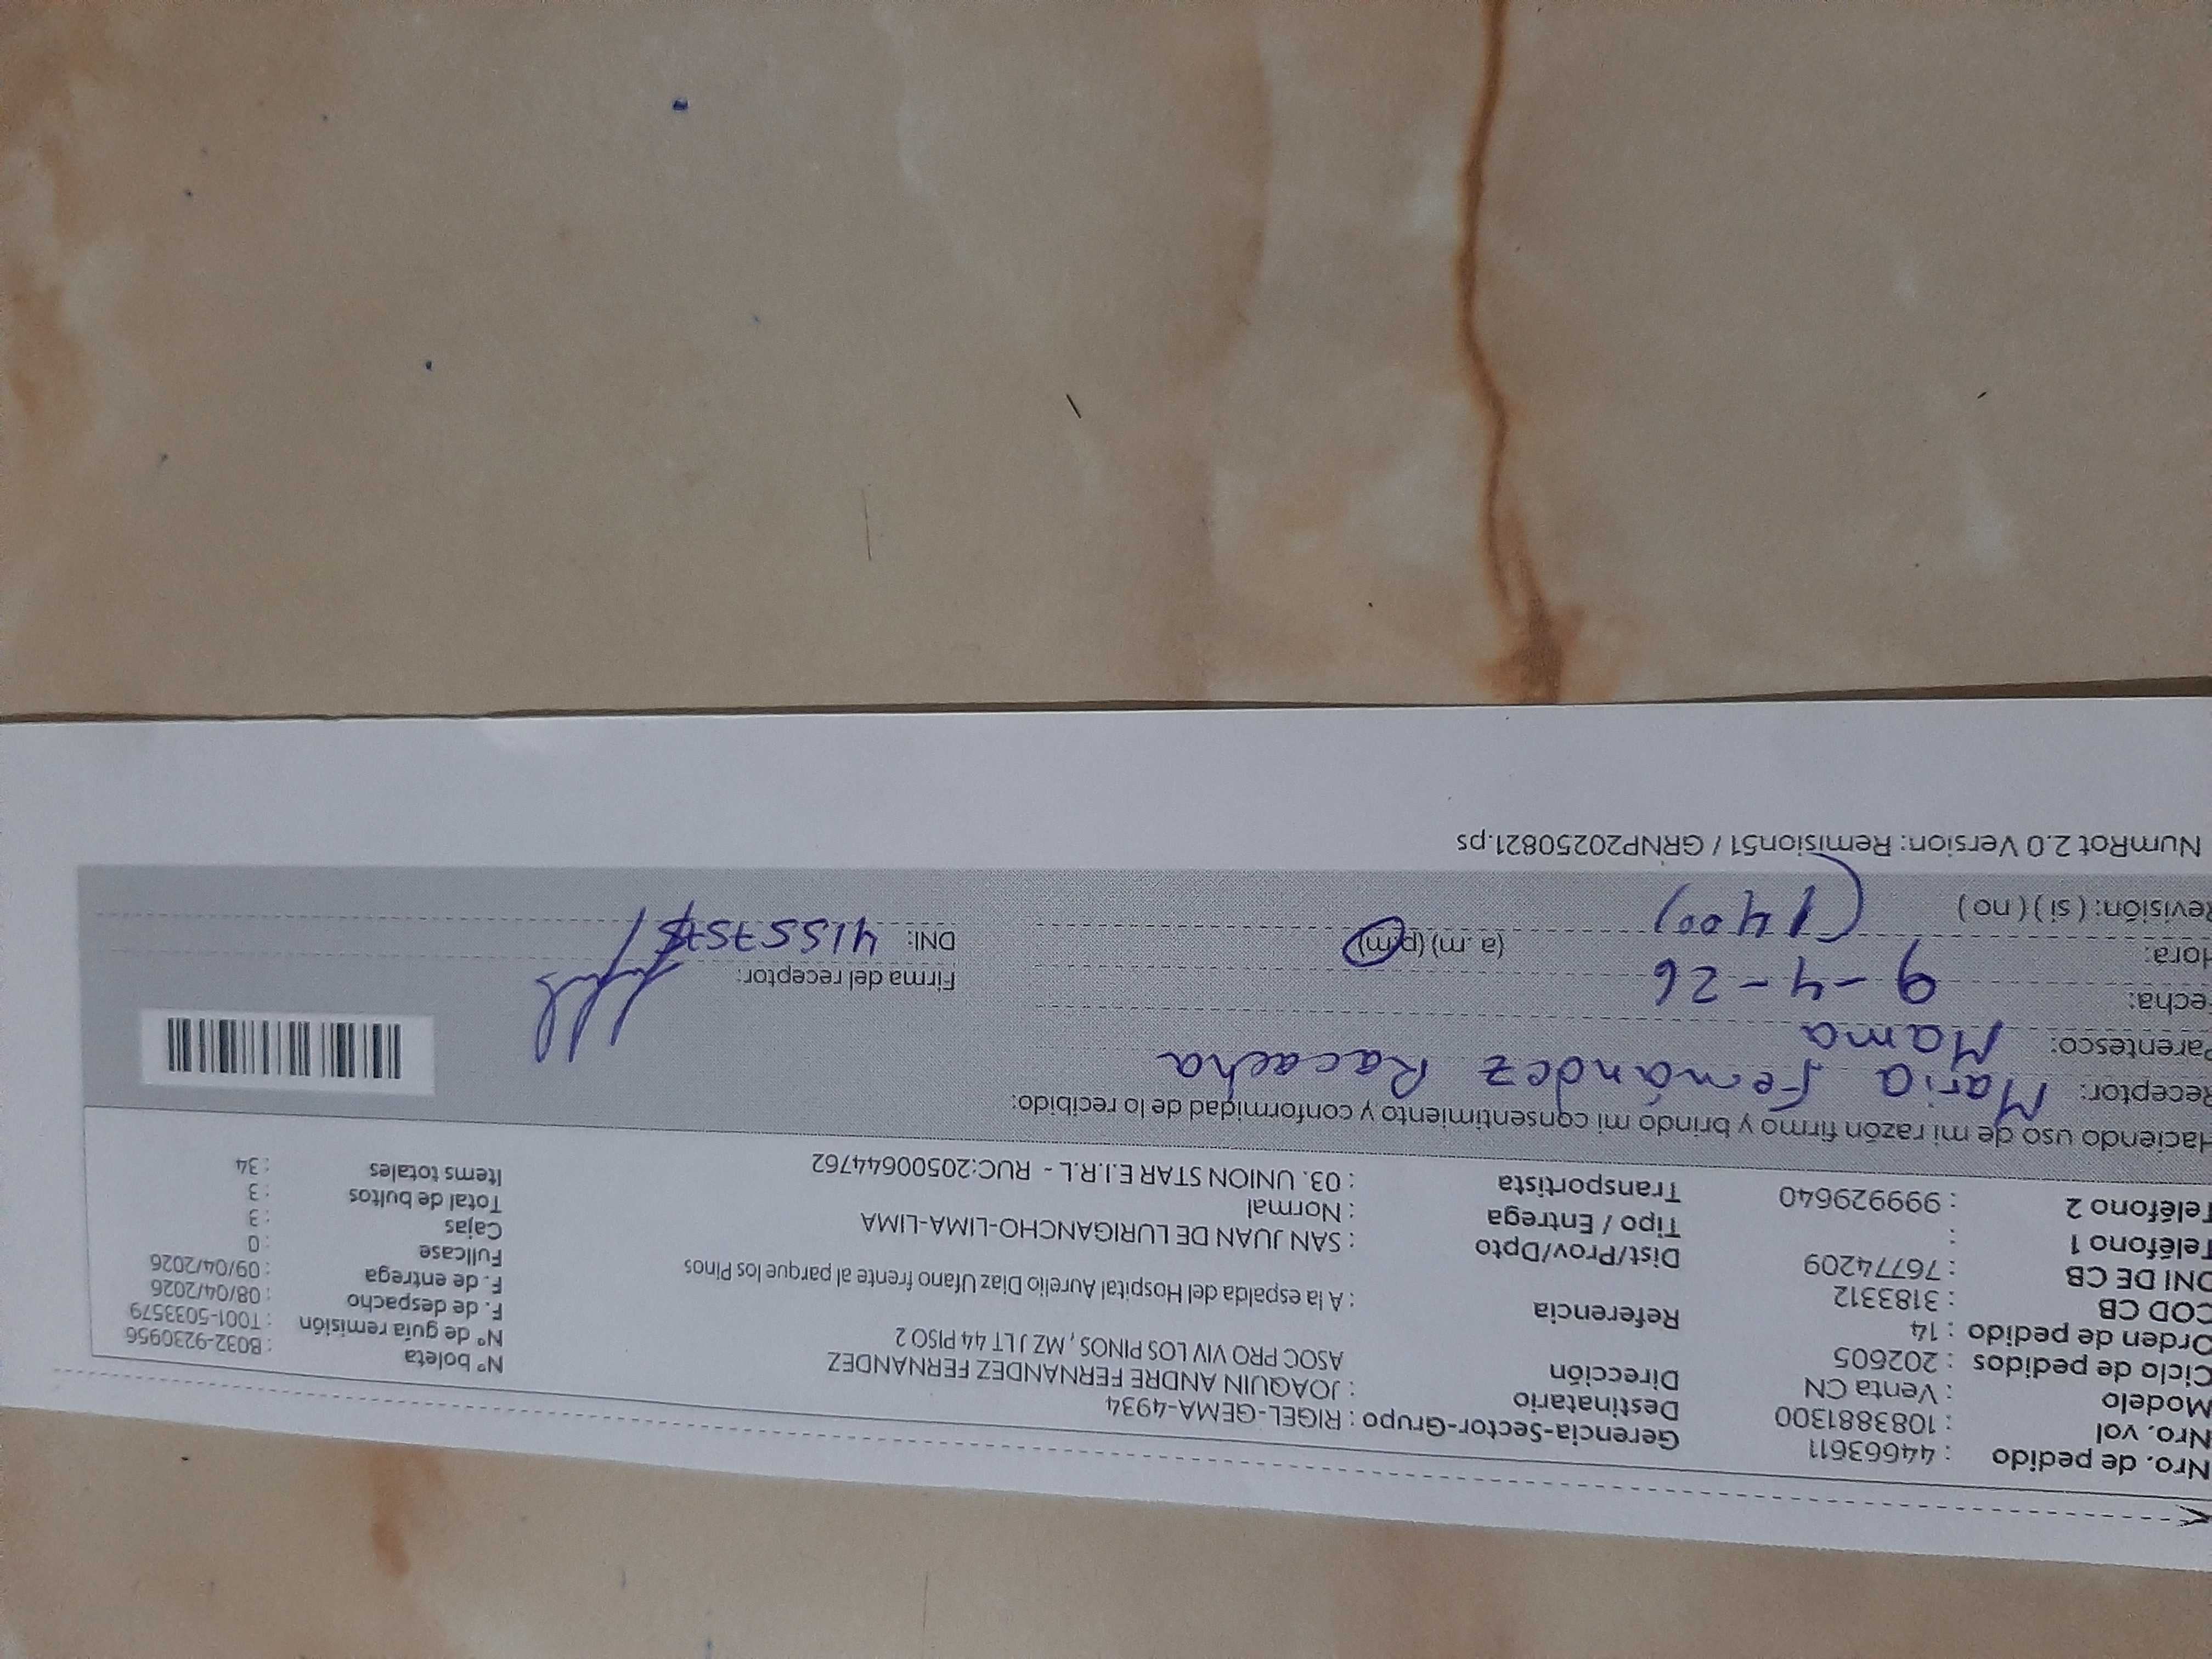 Nro. de pedido : 44663611
Nro. vol : 1083881300
Modelo : Venta CN
Ciclo de pedidos : 202605
Orden de pedido : 14
COD CB : 3183312
DNI DE CB : 76774209
Teléfono 1 :
Teléfono 2 : 999929640
Gerencia-Sector-Grupo : RIGEL-GEMA-4934
Destinatario : JOAQUIN ANDRE FERNANDEZ FERNANDEZ
Dirección ASOC PRO VIV LOS PINOS , MZ J LT 44 PISO 2
Referencia : A la espalda del Hospital Aurelio Diaz Ufano frente al parque los Pinos
Dist/Prov/Dpto : SAN JUAN DE LURIGANCHO-LIMA-LIMA
Tipo / Entrega : Normal
Transportista : 03. UNION STAR E.I.R.L - RUC:20500644762
Nº boleta : B032-9230956
Nº de guía remisión : T001-5033579
F. de despacho : 08/04/2026
F. de entrega : 09/04/2026
Fullcase : 0
Cajas : 3
Total de bultos : 3
Items totales : 34
Haciendo uso de mi razón firmo y brindo mi consentimiento y conformidad de lo recibido:
Receptor: Maria Fernández Racacha
Parentesco: Mama
Fecha: 9-4-26
Hora: (1400) (a.m) (p.m)
Revisión: ( si ) ( no )
Firma del receptor:
DNI:
NumRot 2.0 Version: Remision51 / GRNP20250821.ps